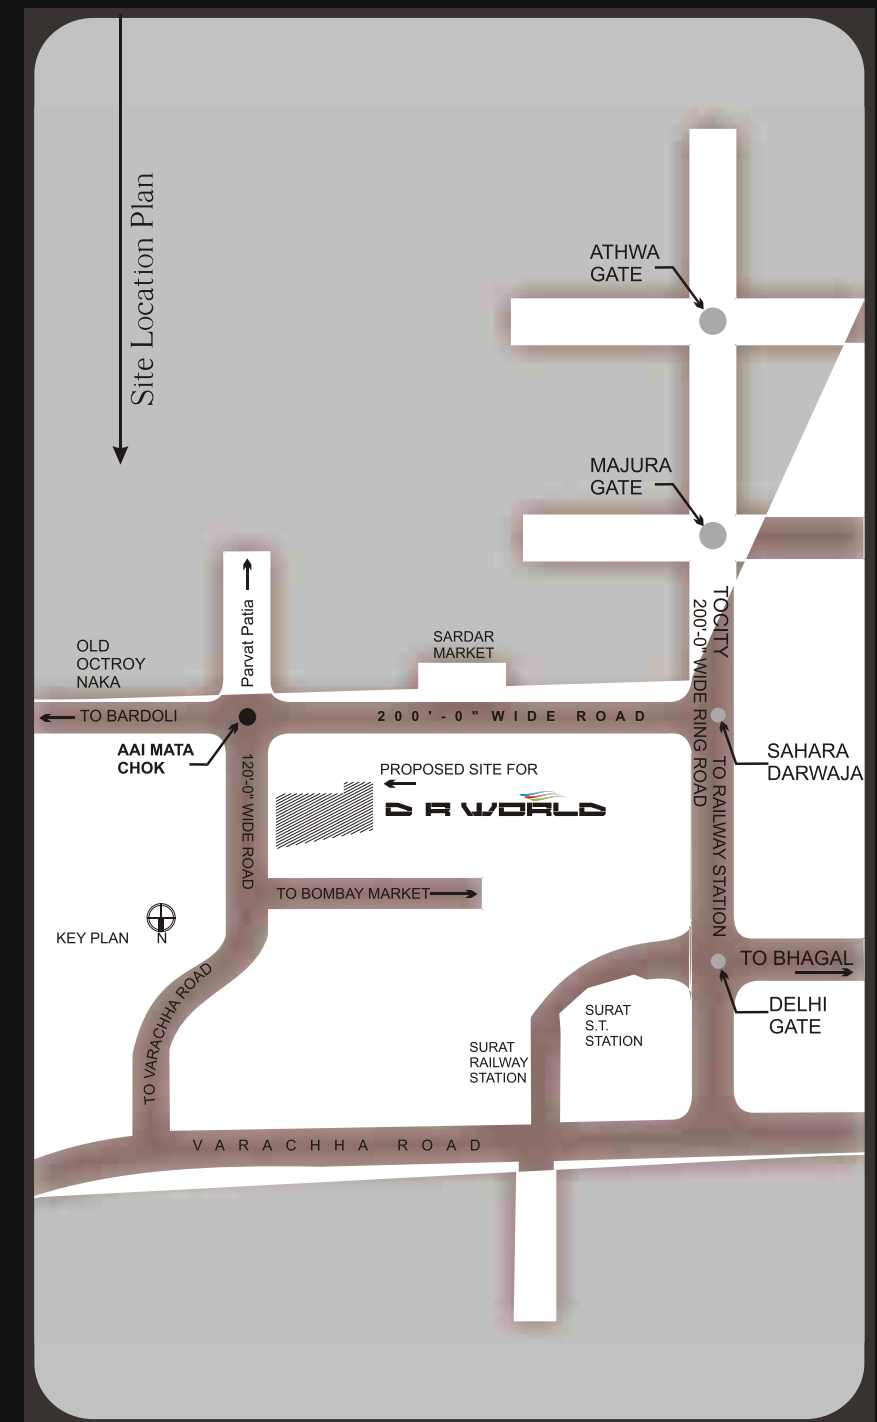 Site Location Plan
ATHWA
GATE
MAJURA
GATE
TOCITY
200'-0" WIDE RING ROAD
Parvat Patia
SARDAR
MARKET
OLD
OCTROY
NAKA
TO BARDOLI
200'-0" WIDE ROAD
AAI MATA
CHOK
SAHARA
DARWAJA
120'-0" WIDE ROAD
PROPOSED SITE FOR
D R WORLD
TO RAILWAY STATION
TO BOMBAY MARKET
KEY PLAN
N
TO BHAGAL
TO VARACHHA ROAD
DELHI
GATE
SURAT
S.T.
STATION
SURAT
RAILWAY
STATION
VARACHHA ROAD